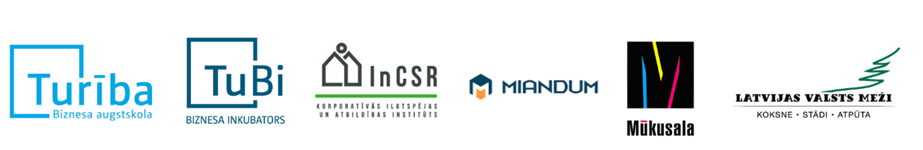 Turība
Biznesa augstskola
TuBi
BIZNESA INKUBATORS
InCSR
KORPORATĪVĀS ILGTSPĒJAS
UN ATBILDĪBAS INSTITŪTS
MIANDUM
Mūkusala
LATVIJAS VALSTS MEŽI
KOKSNE • STĀDI • ATPŪTA